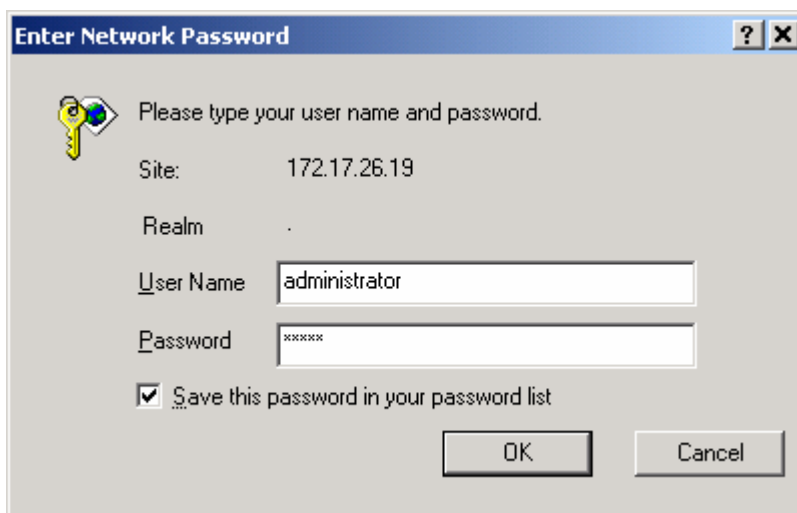 Enter Network Password
Please type your user name and password.
Site: 172.17.26.19
Realm .
User Name administrator
Password *****
Save this password in your password list
OK Cancel